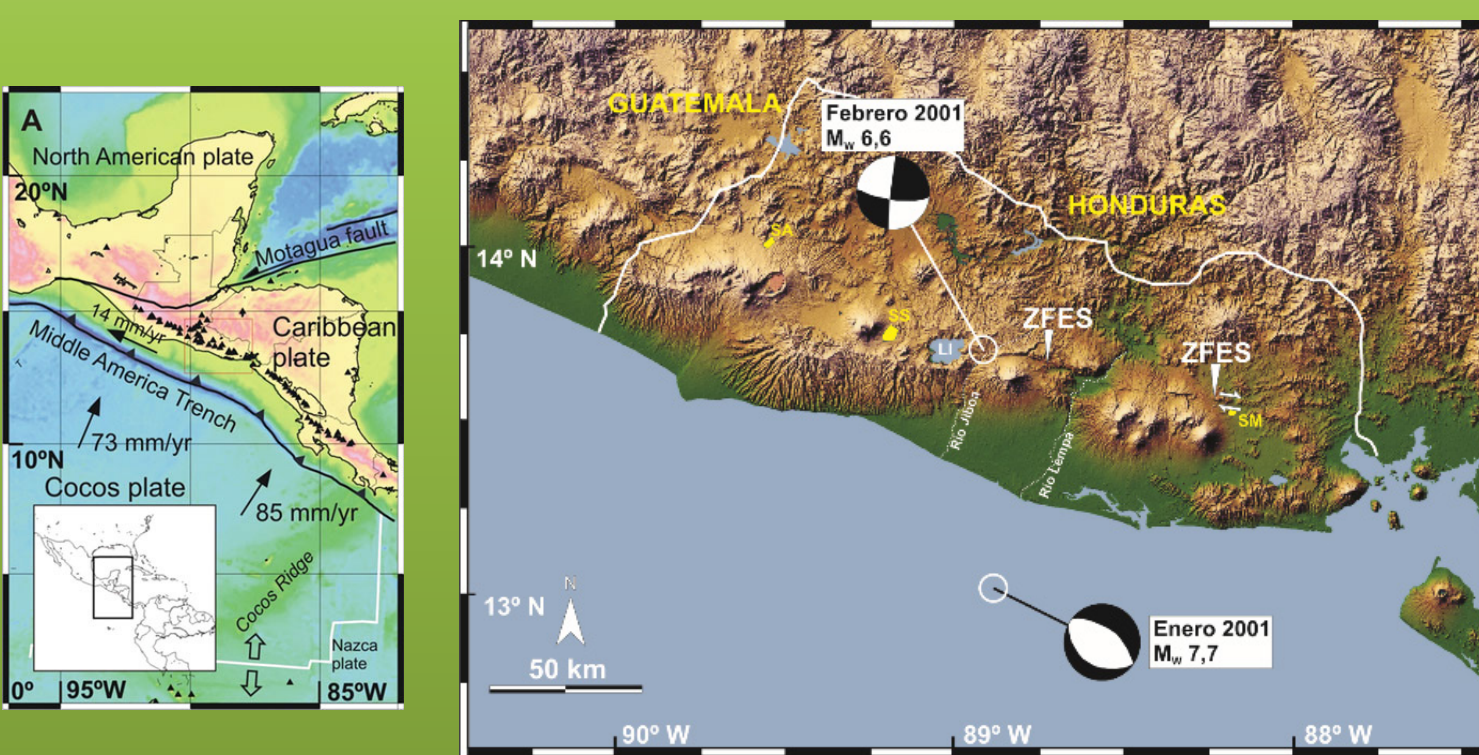 A
North American plate
20ºN
Motagua fault
14 mm/yr
Caribbean
plate
Middle America Trench
73 mm/yr
10ºN
Cocos plate
85 mm/yr
Cocos Ridge
Nazca
plate
0º
95ºW
85ºW
GUATEMALA
Febrero 2001
Mw 6,6
HONDURAS
SA
14º N
SS
ZFES
LI
ZFES
SM
Río Jiboa
Río Lempa
N
13º N
Enero 2001
Mw 7,7
50 km
90º W
89º W
88º W